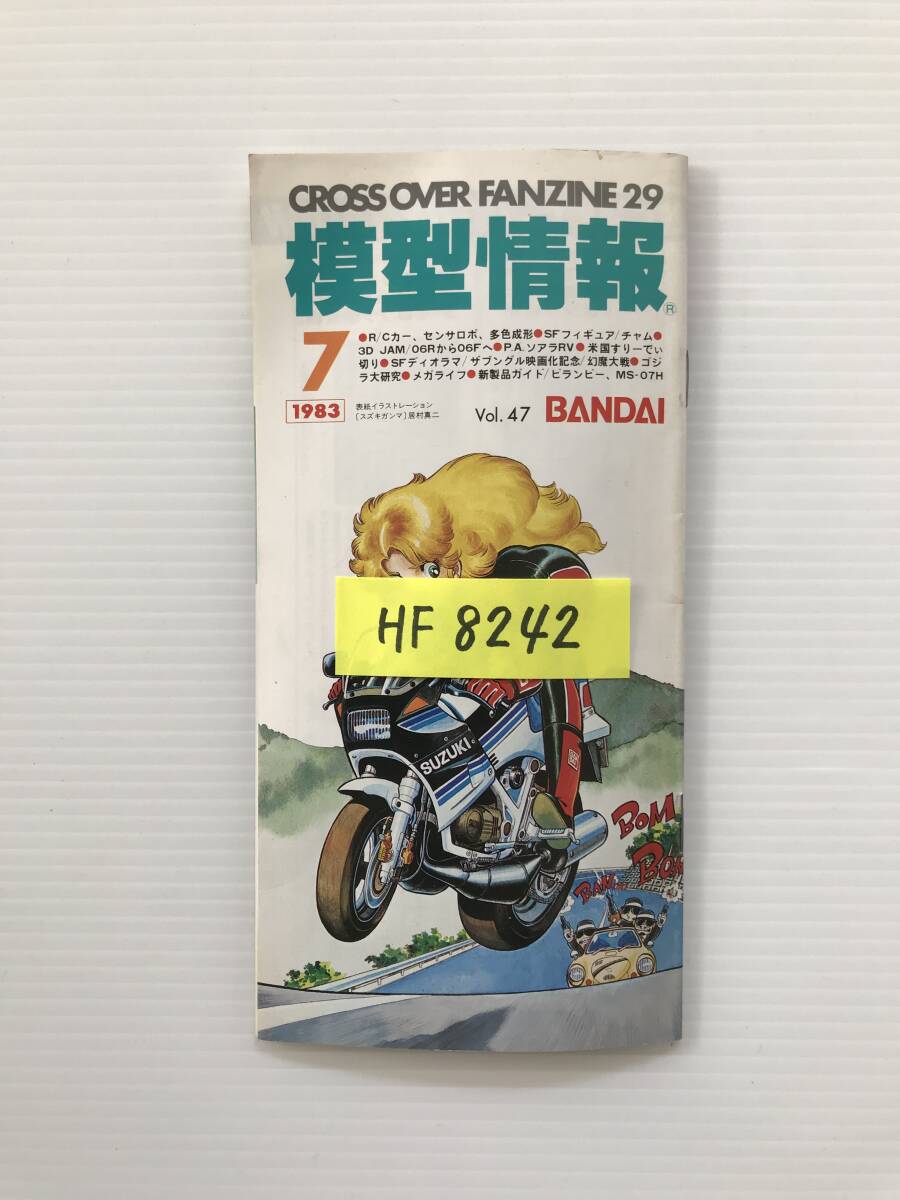 CROSS OVER FANZINE 29
模型情報®
7
●R/Cカー、センサロボ、多色成形●SFフィギュア/チャム●
3D JAM/06Rから06Fへ●P.A.ソアラRV●米国すりーでぃ
切り●SFディオラマ/ザブングル映画化記念/幻魔大戦●ゴジ
ラ大研究●メガライフ●新製品ガイド/ビランビー、MS-07H
1983
表紙イラストレーション
〔スズキガンマ〕居村真二
Vol. 47
BANDAI
HF 8242
SUZUKI
BOM
BOM
BAM